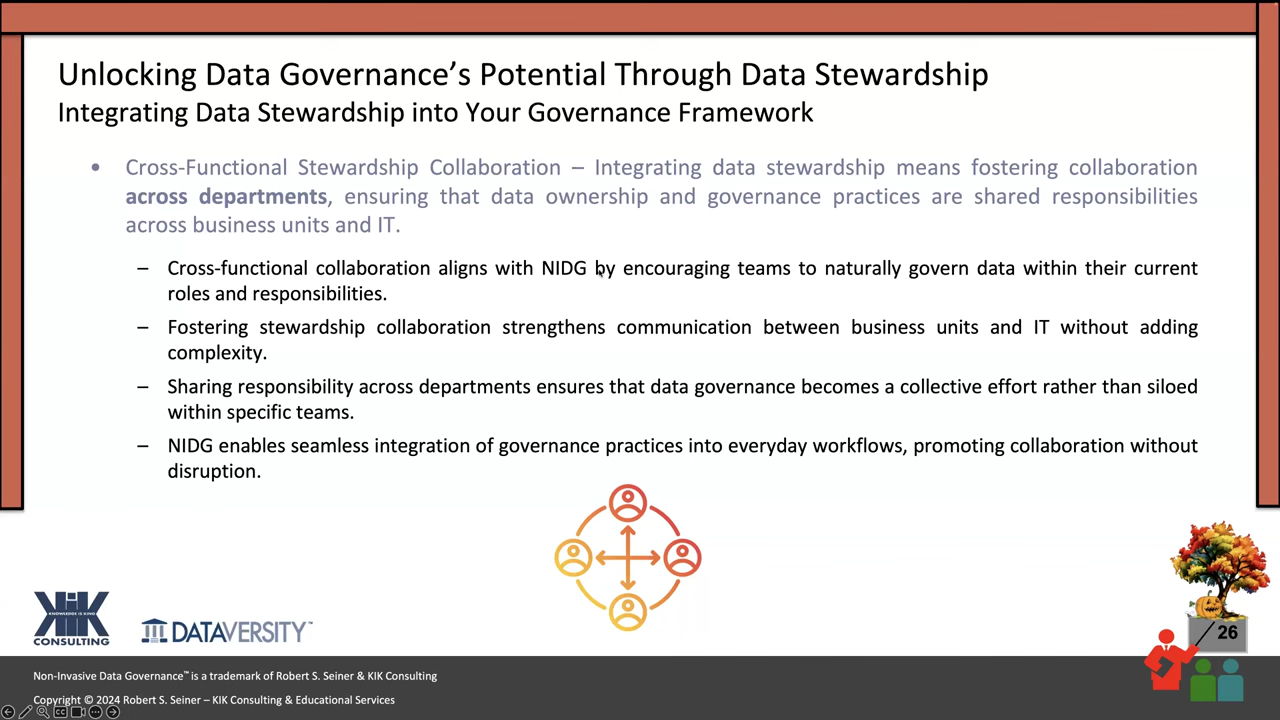 Unlocking Data Governance’s Potential Through Data Stewardship
Integrating Data Stewardship into Your Governance Framework
• Cross-Functional Stewardship Collaboration – Integrating data stewardship means fostering collaboration
across departments, ensuring that data ownership and governance practices are shared responsibilities
across business units and IT.
– Cross-functional collaboration aligns with NIDG by encouraging teams to naturally govern data within their current
roles and responsibilities.
– Fostering stewardship collaboration strengthens communication between business units and IT without adding
complexity.
– Sharing responsibility across departments ensures that data governance becomes a collective effort rather than siloed
within specific teams.
– NIDG enables seamless integration of governance practices into everyday workflows, promoting collaboration without
disruption.
KIK
KNOWLEDGE IS KING
CONSULTING
DATAVERSITY™
26
Non-Invasive Data Governance™ is a trademark of Robert S. Seiner & KIK Consulting
Copyright © 2024 Robert S. Seiner – KIK Consulting & Educational Services